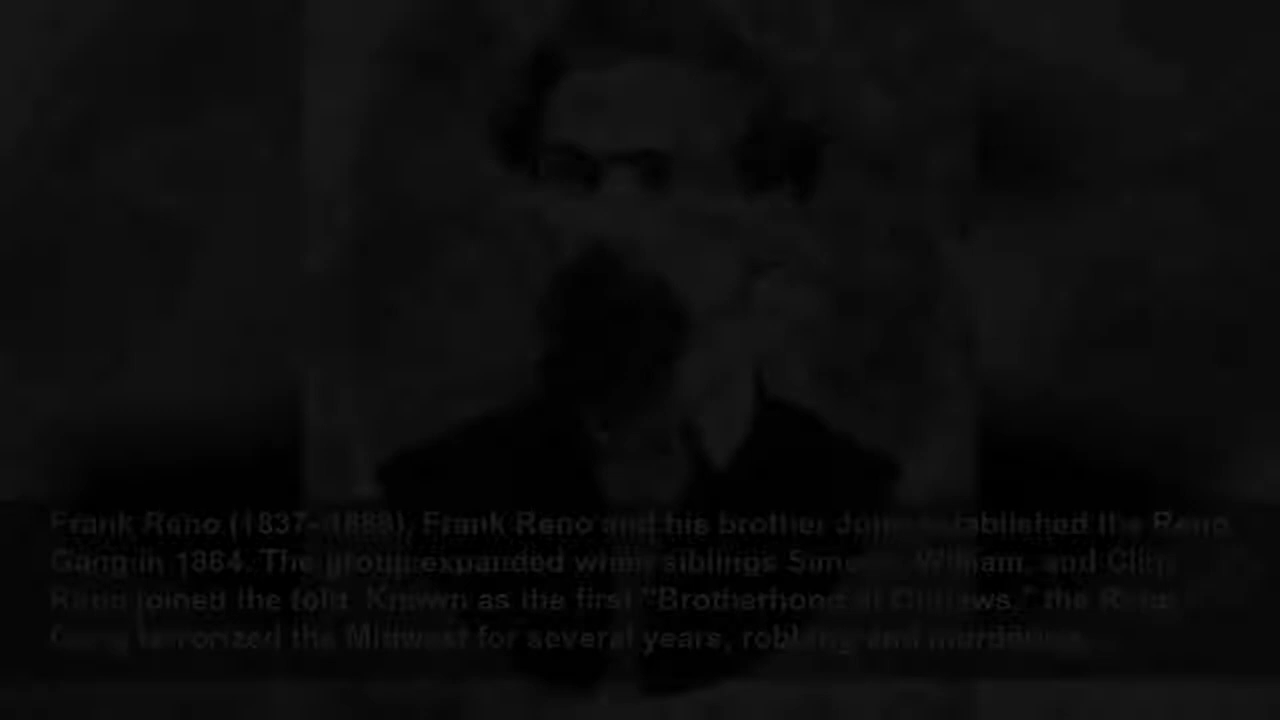 Frank Reno (1837- 1868). Frank Reno and his brother John established the Reno
Gang in 1864. The group expanded when siblings Simeon, William, and Clint
Reno joined the fold. Known as the first "Brotherhood of Outlaws," the Reno
Gang terrorized the Midwest for several years, robbing and murdering.